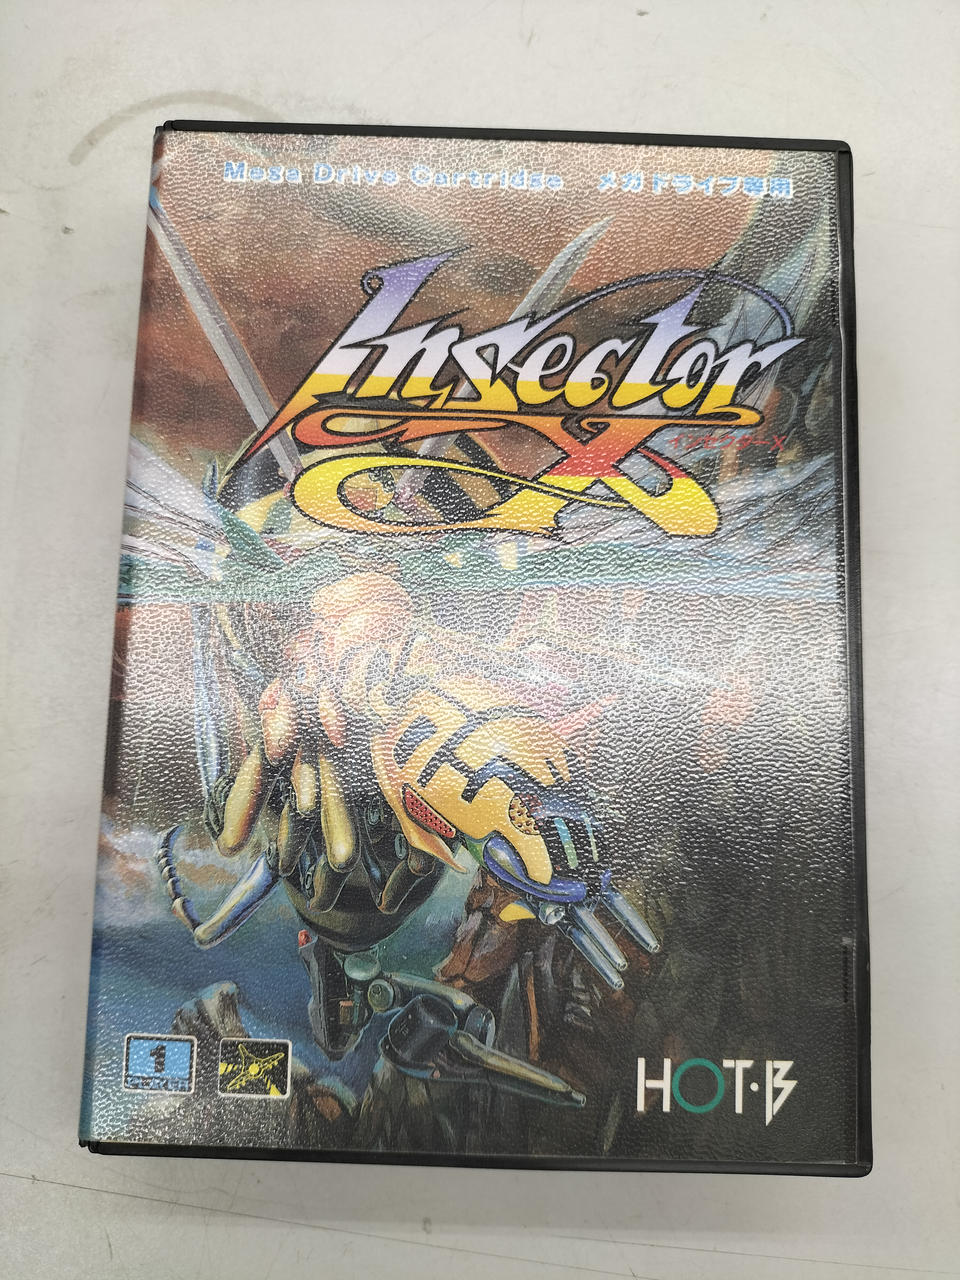 Mega Drive Cartridge メガドライブ専用
Insector
X
インセクターX
1
HOT・B